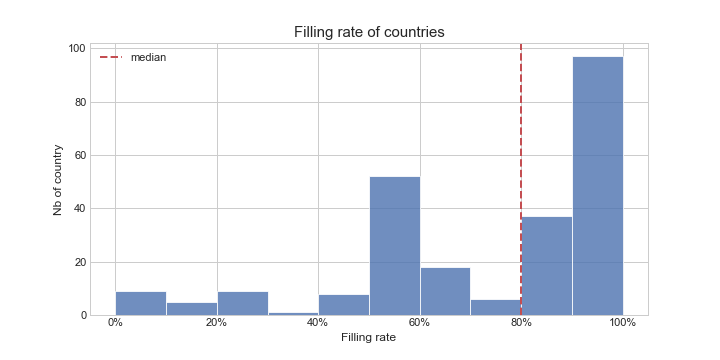 Filling rate of countries
median
Nb of country
100
80
60
40
20
0
0% 20% 40% 60% 80% 100%
Filling rate